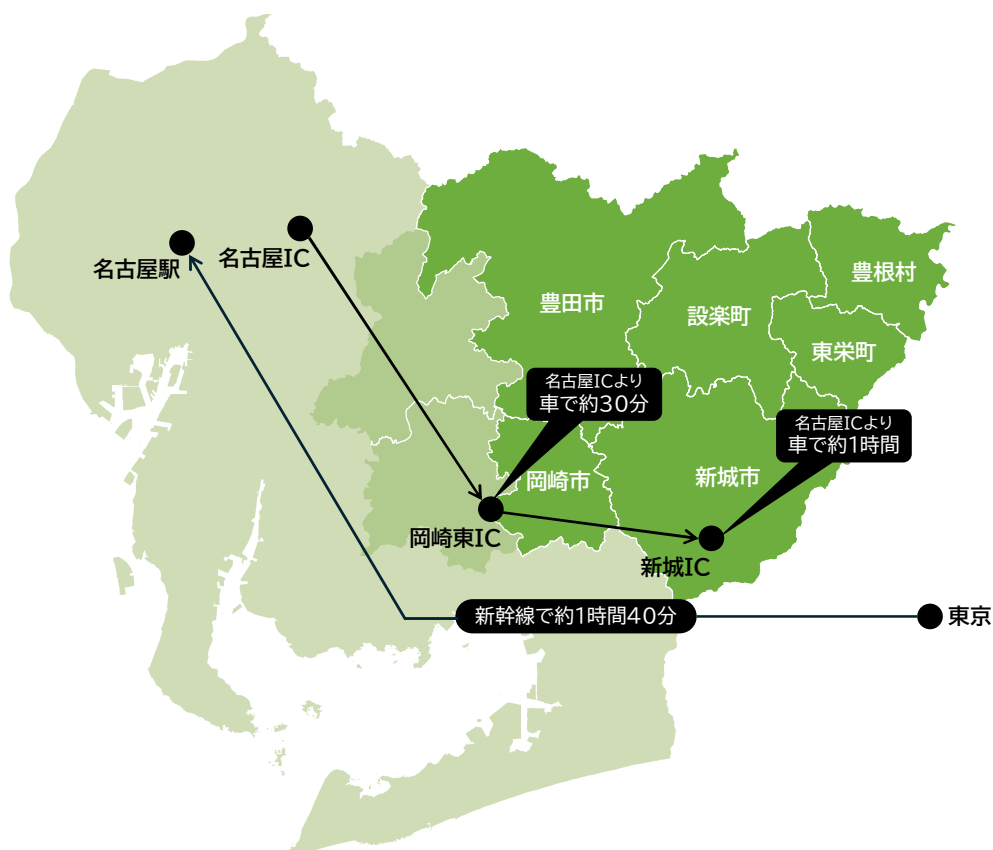 名古屋駅
名古屋IC
豊田市
設楽町
豊根村
東栄町
名古屋ICより
車で約30分
名古屋ICより
車で約1時間
岡崎市
新城市
岡崎東IC
新城IC
新幹線で約1時間40分
東京